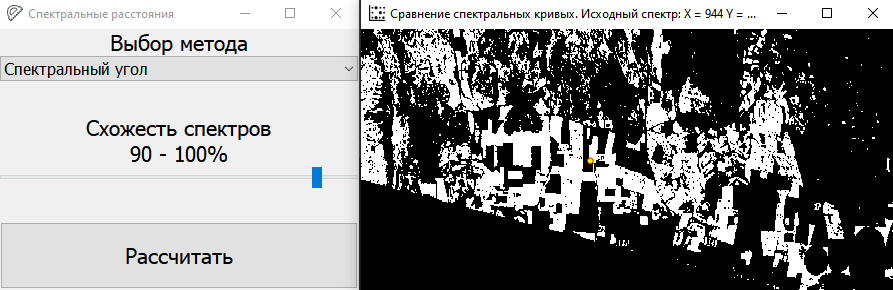 Спектральные расстояния
Выбор метода
Спектральный угол
Схожесть спектров
90 - 100%
Рассчитать
Сравнение спектральных кривых. Исходный спектр: X = 944 Y = ...